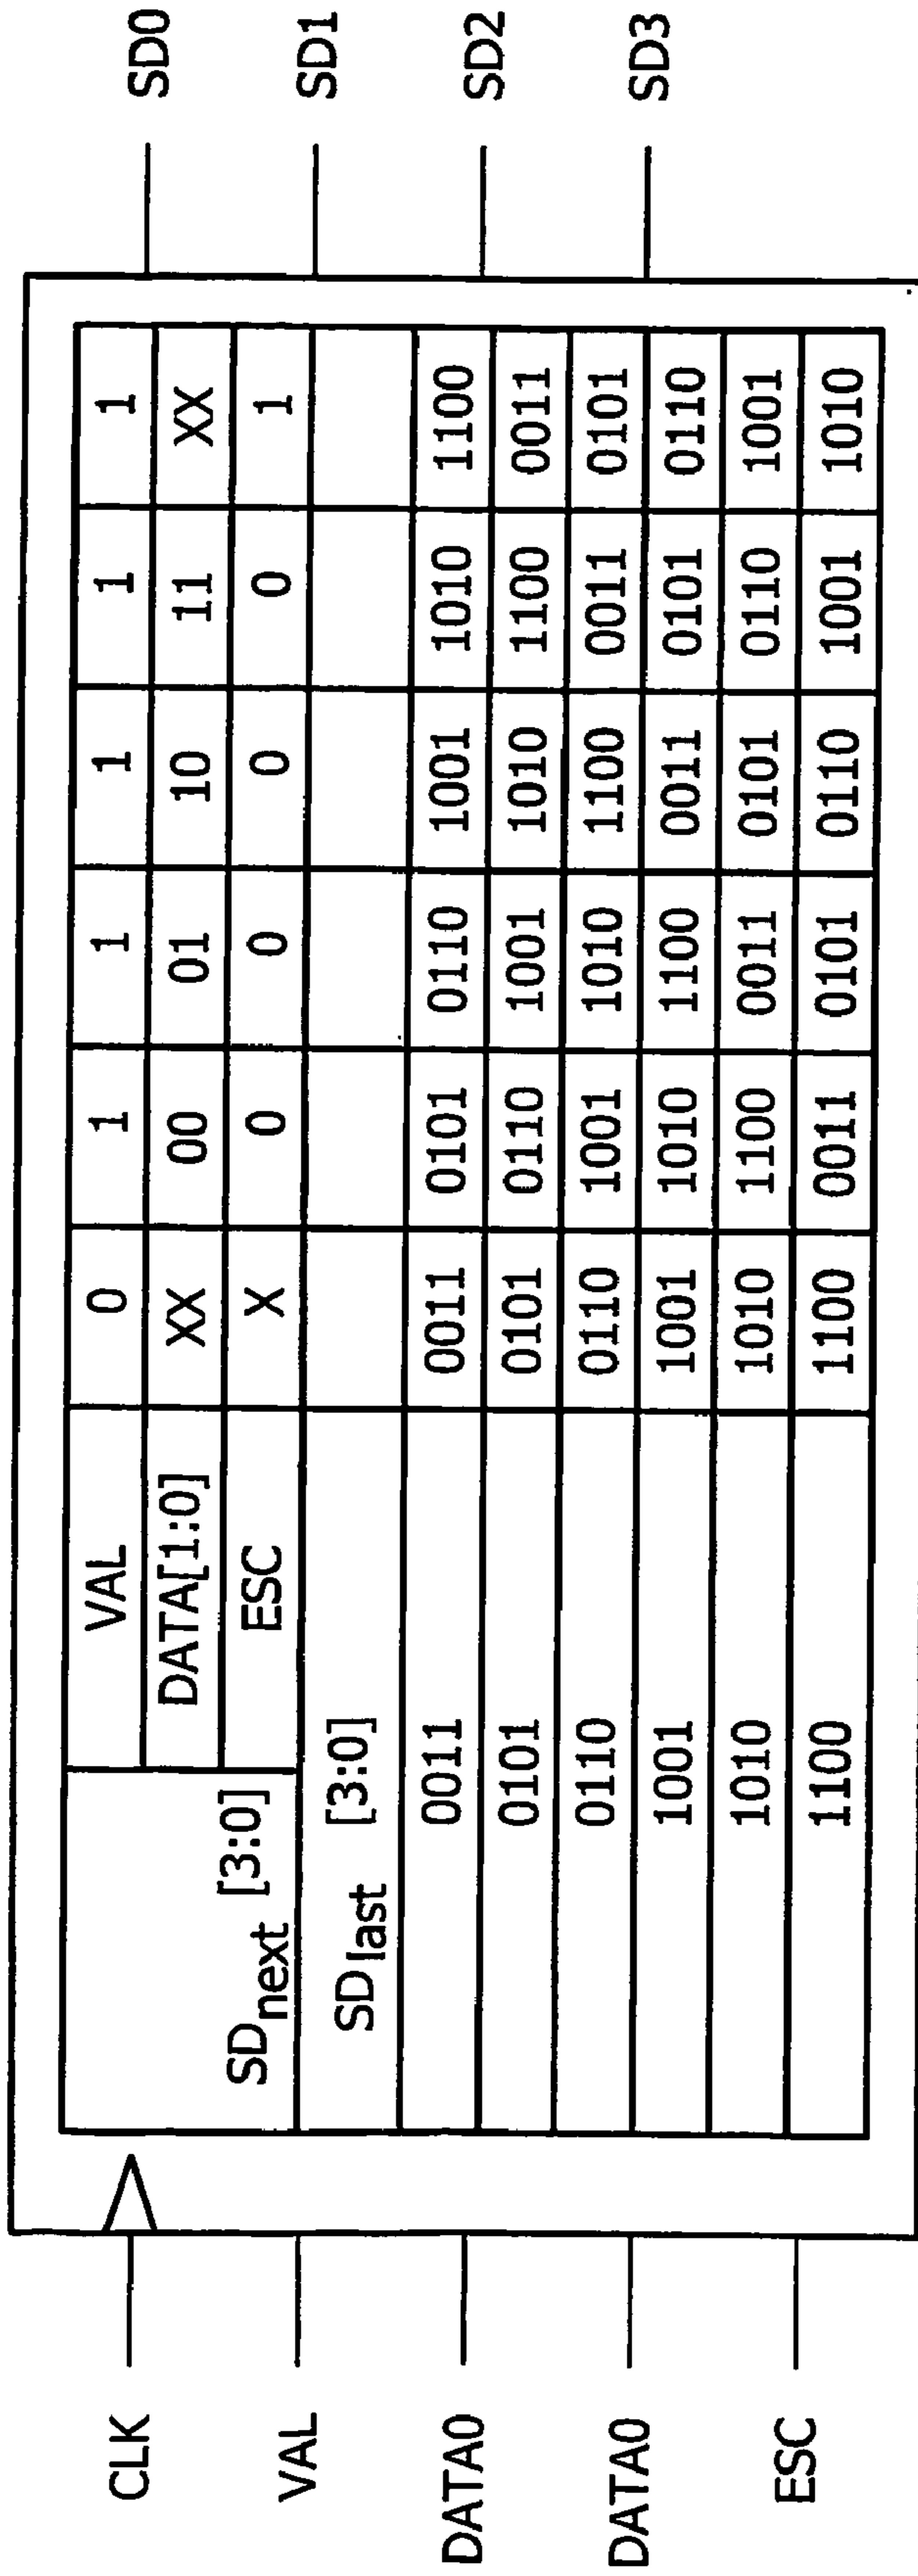 CLK
VAL
DATA0
DATA0
ESC
VAL 0 1 1 1 1 1
DATA[1:0] XX 00 01 10 11 XX
ESC X 0 0 0 0 1
SDnext [3:0]
SDlast [3:0]
0011 0011 0101 0110 1001 1010 1100
0101 0101 0110 1001 1010 1100 0011
0110 0110 1001 1010 1100 0011 0101
1001 1001 1010 1100 0011 0101 0110
1010 1010 1100 0011 0101 0110 1001
1100 1100 0011 0101 0110 1001 1010
SD0
SD1
SD2
SD3